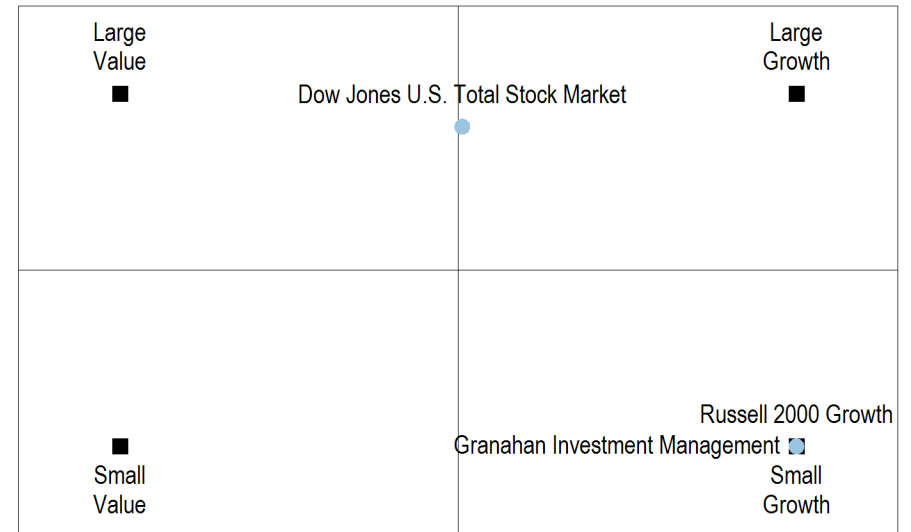 Large
Value
Large
Growth
Dow Jones U.S. Total Stock Market
Russell 2000 Growth
Granahan Investment Management
Small
Value
Small
Growth